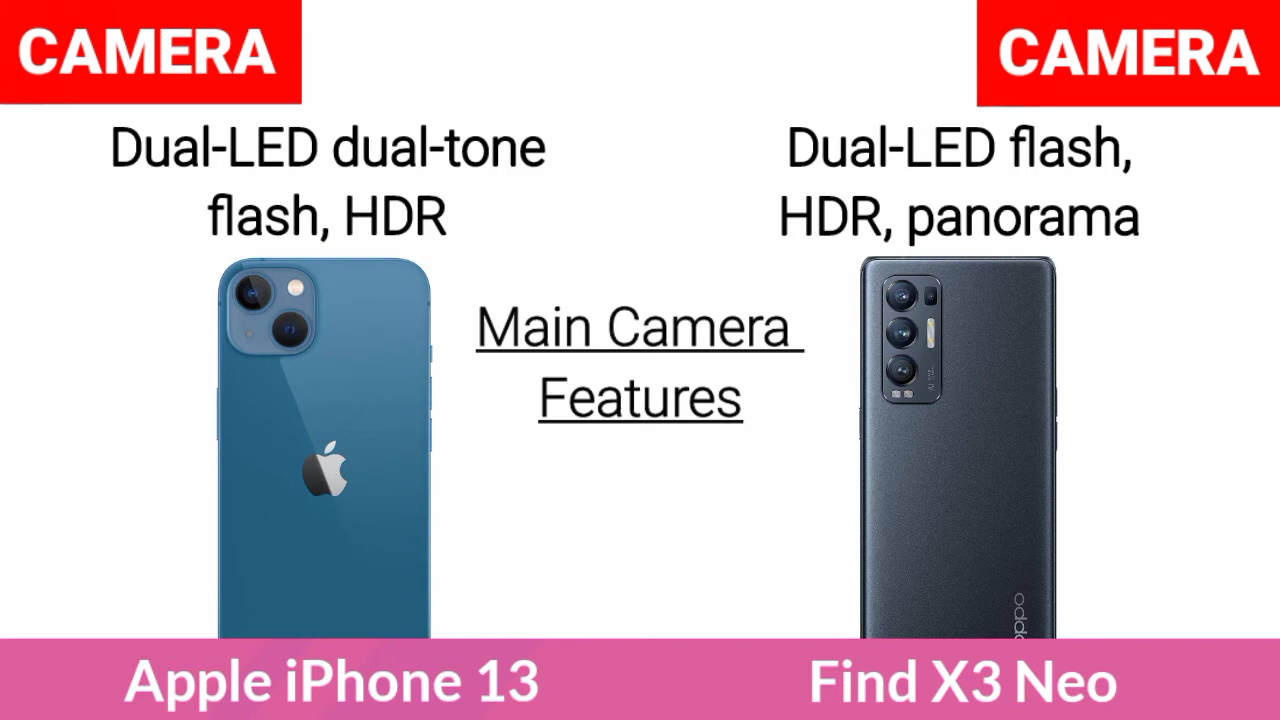 CAMERA
CAMERA
Dual-LED dual-tone
flash, HDR
Dual-LED flash,
HDR, panorama
Main Camera
Features
oppo
Apple iPhone 13
Find X3 Neo